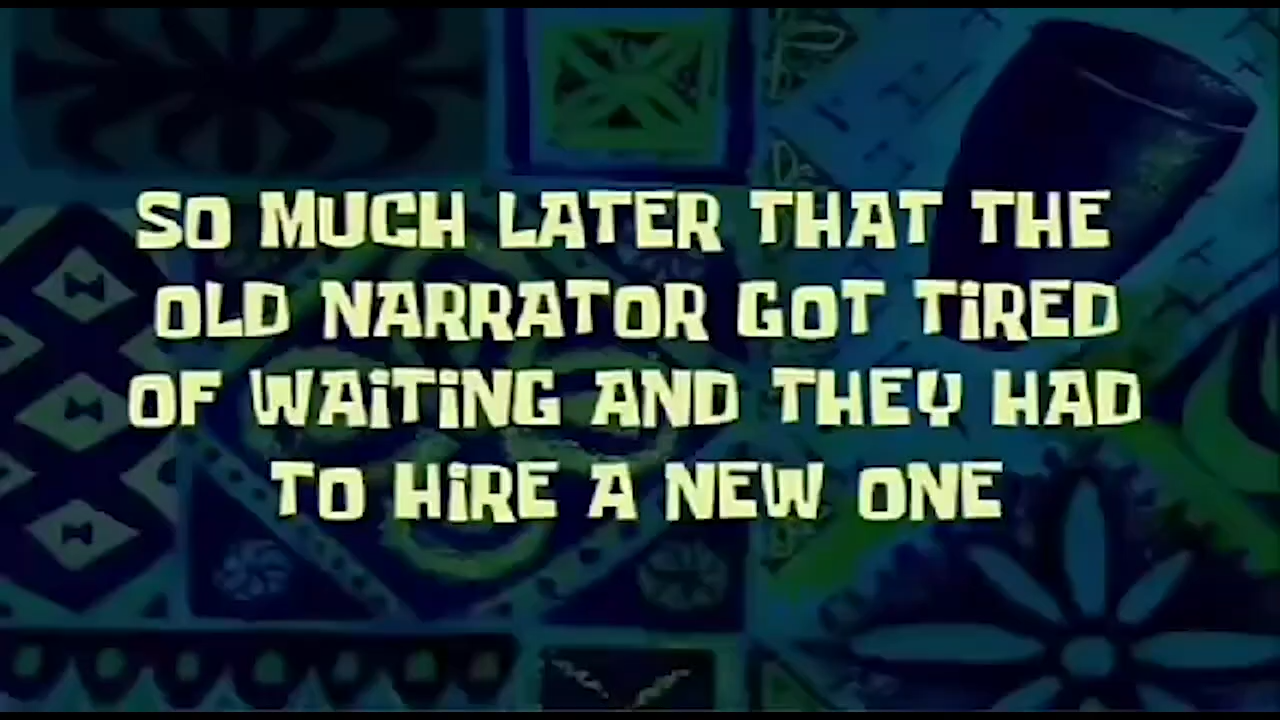 SO MUCH LATER THAT THE
OLD NARRATOR GOT TiRED
OF WAiTiNG AND THEY HAD
TO HiRE A NEW ONE